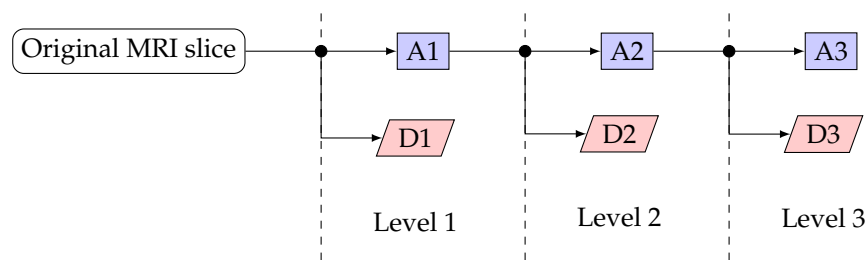 Original MRI slice
A1
A2
A3
D1
D2
D3
Level 1
Level 2
Level 3